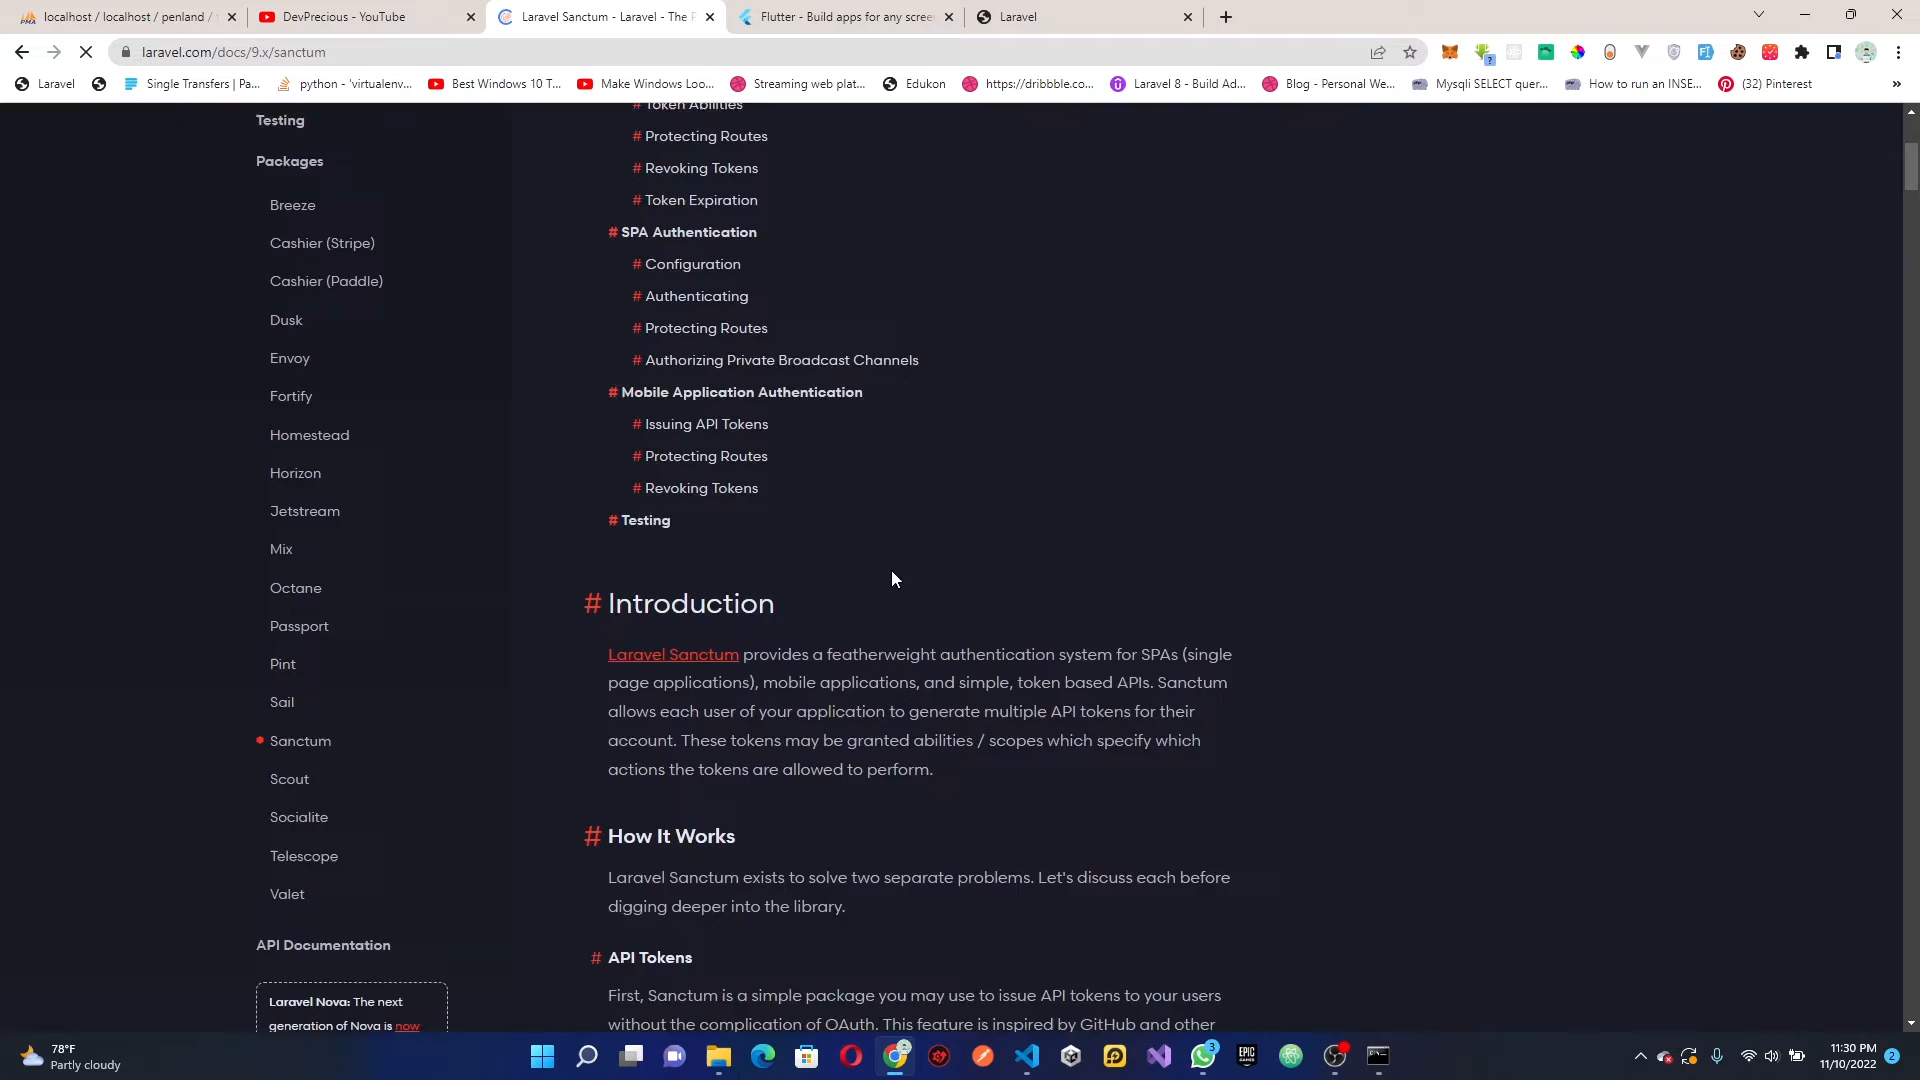 localhost / localhost / penland /
DevPrecious - YouTube
Laravel Sanctum - Laravel - The P
Flutter - Build apps for any scree
Laravel
laravel.com/docs/9.x/sanctum
Laravel
Single Transfers | Pa...
python - 'virtualenv...
Best Windows 10 T...
Make Windows Loo...
Streaming web plat...
Edukon
https://dribbble.co...
Laravel 8 - Build Ad...
Blog - Personal We...
Mysqli SELECT quer...
How to run an INSE...
(32) Pinterest
»
Testing
Packages
Breeze
Cashier (Stripe)
Cashier (Paddle)
Dusk
Envoy
Fortify
Homestead
Horizon
Jetstream
Mix
Octane
Passport
Pint
Sail
Sanctum
Scout
Socialite
Telescope
Valet
API Documentation
Laravel Nova: The next
generation of Nova is now
# Token Abilities
# Protecting Routes
# Revoking Tokens
# Token Expiration
# SPA Authentication
# Configuration
# Authenticating
# Protecting Routes
# Authorizing Private Broadcast Channels
# Mobile Application Authentication
# Issuing API Tokens
# Protecting Routes
# Revoking Tokens
# Testing
# Introduction
Laravel Sanctum provides a featherweight authentication system for SPAs (single
page applications), mobile applications, and simple, token based APIs. Sanctum
allows each user of your application to generate multiple API tokens for their
account. These tokens may be granted abilities / scopes which specify which
actions the tokens are allowed to perform.
# How It Works
Laravel Sanctum exists to solve two separate problems. Let's discuss each before
digging deeper into the library.
# API Tokens
First, Sanctum is a simple package you may use to issue API tokens to your users
without the complication of OAuth. This feature is inspired by GitHub and other
78°F
Partly cloudy
3
EPIC
GAMES
11:30 PM
11/10/2022
2